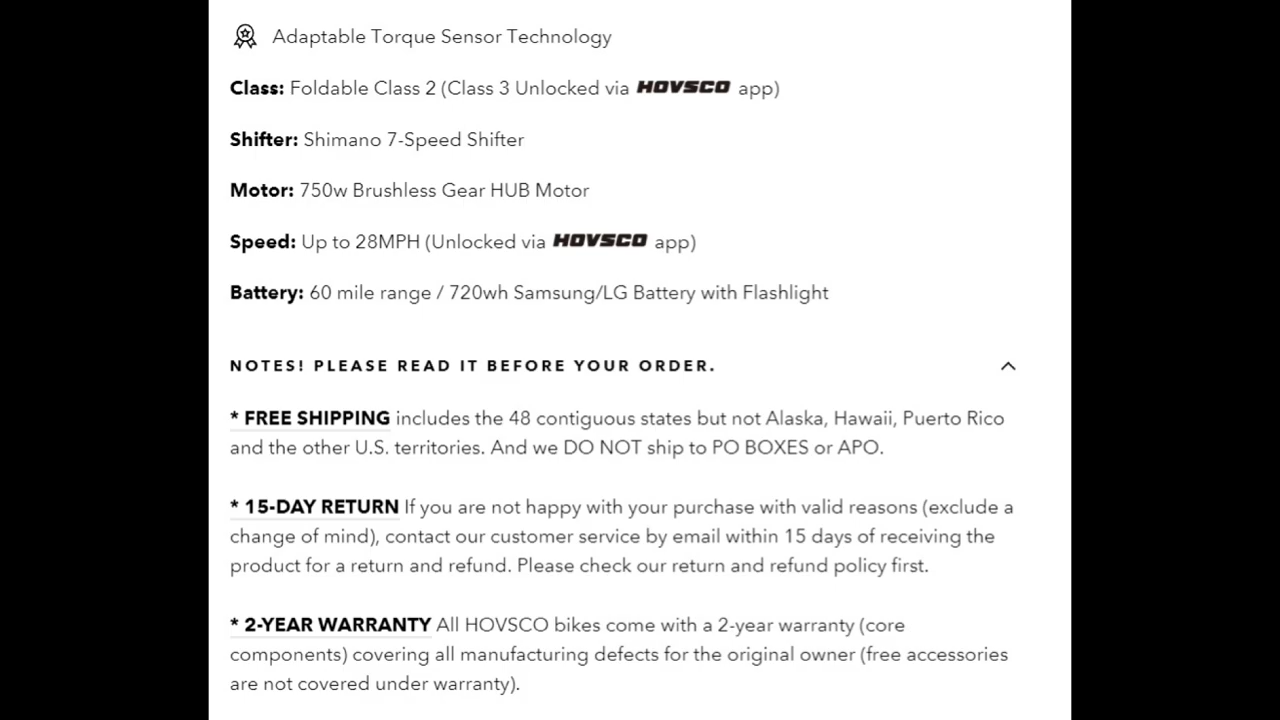 Adaptable Torque Sensor Technology
Class: Foldable Class 2 (Class 3 Unlocked via HOVSCO app)
Shifter: Shimano 7-Speed Shifter
Motor: 750w Brushless Gear HUB Motor
Speed: Up to 28MPH (Unlocked via HOVSCO app)
Battery: 60 mile range / 720wh Samsung/LG Battery with Flashlight
NOTES! PLEASE READ IT BEFORE YOUR ORDER.
* FREE SHIPPING includes the 48 contiguous states but not Alaska, Hawaii, Puerto Rico
and the other U.S. territories. And we DO NOT ship to PO BOXES or APO.
* 15-DAY RETURN If you are not happy with your purchase with valid reasons (exclude a
change of mind), contact our customer service by email within 15 days of receiving the
product for a return and refund. Please check our return and refund policy first.
* 2-YEAR WARRANTY All HOVSCO bikes come with a 2-year warranty (core
components) covering all manufacturing defects for the original owner (free accessories
are not covered under warranty).